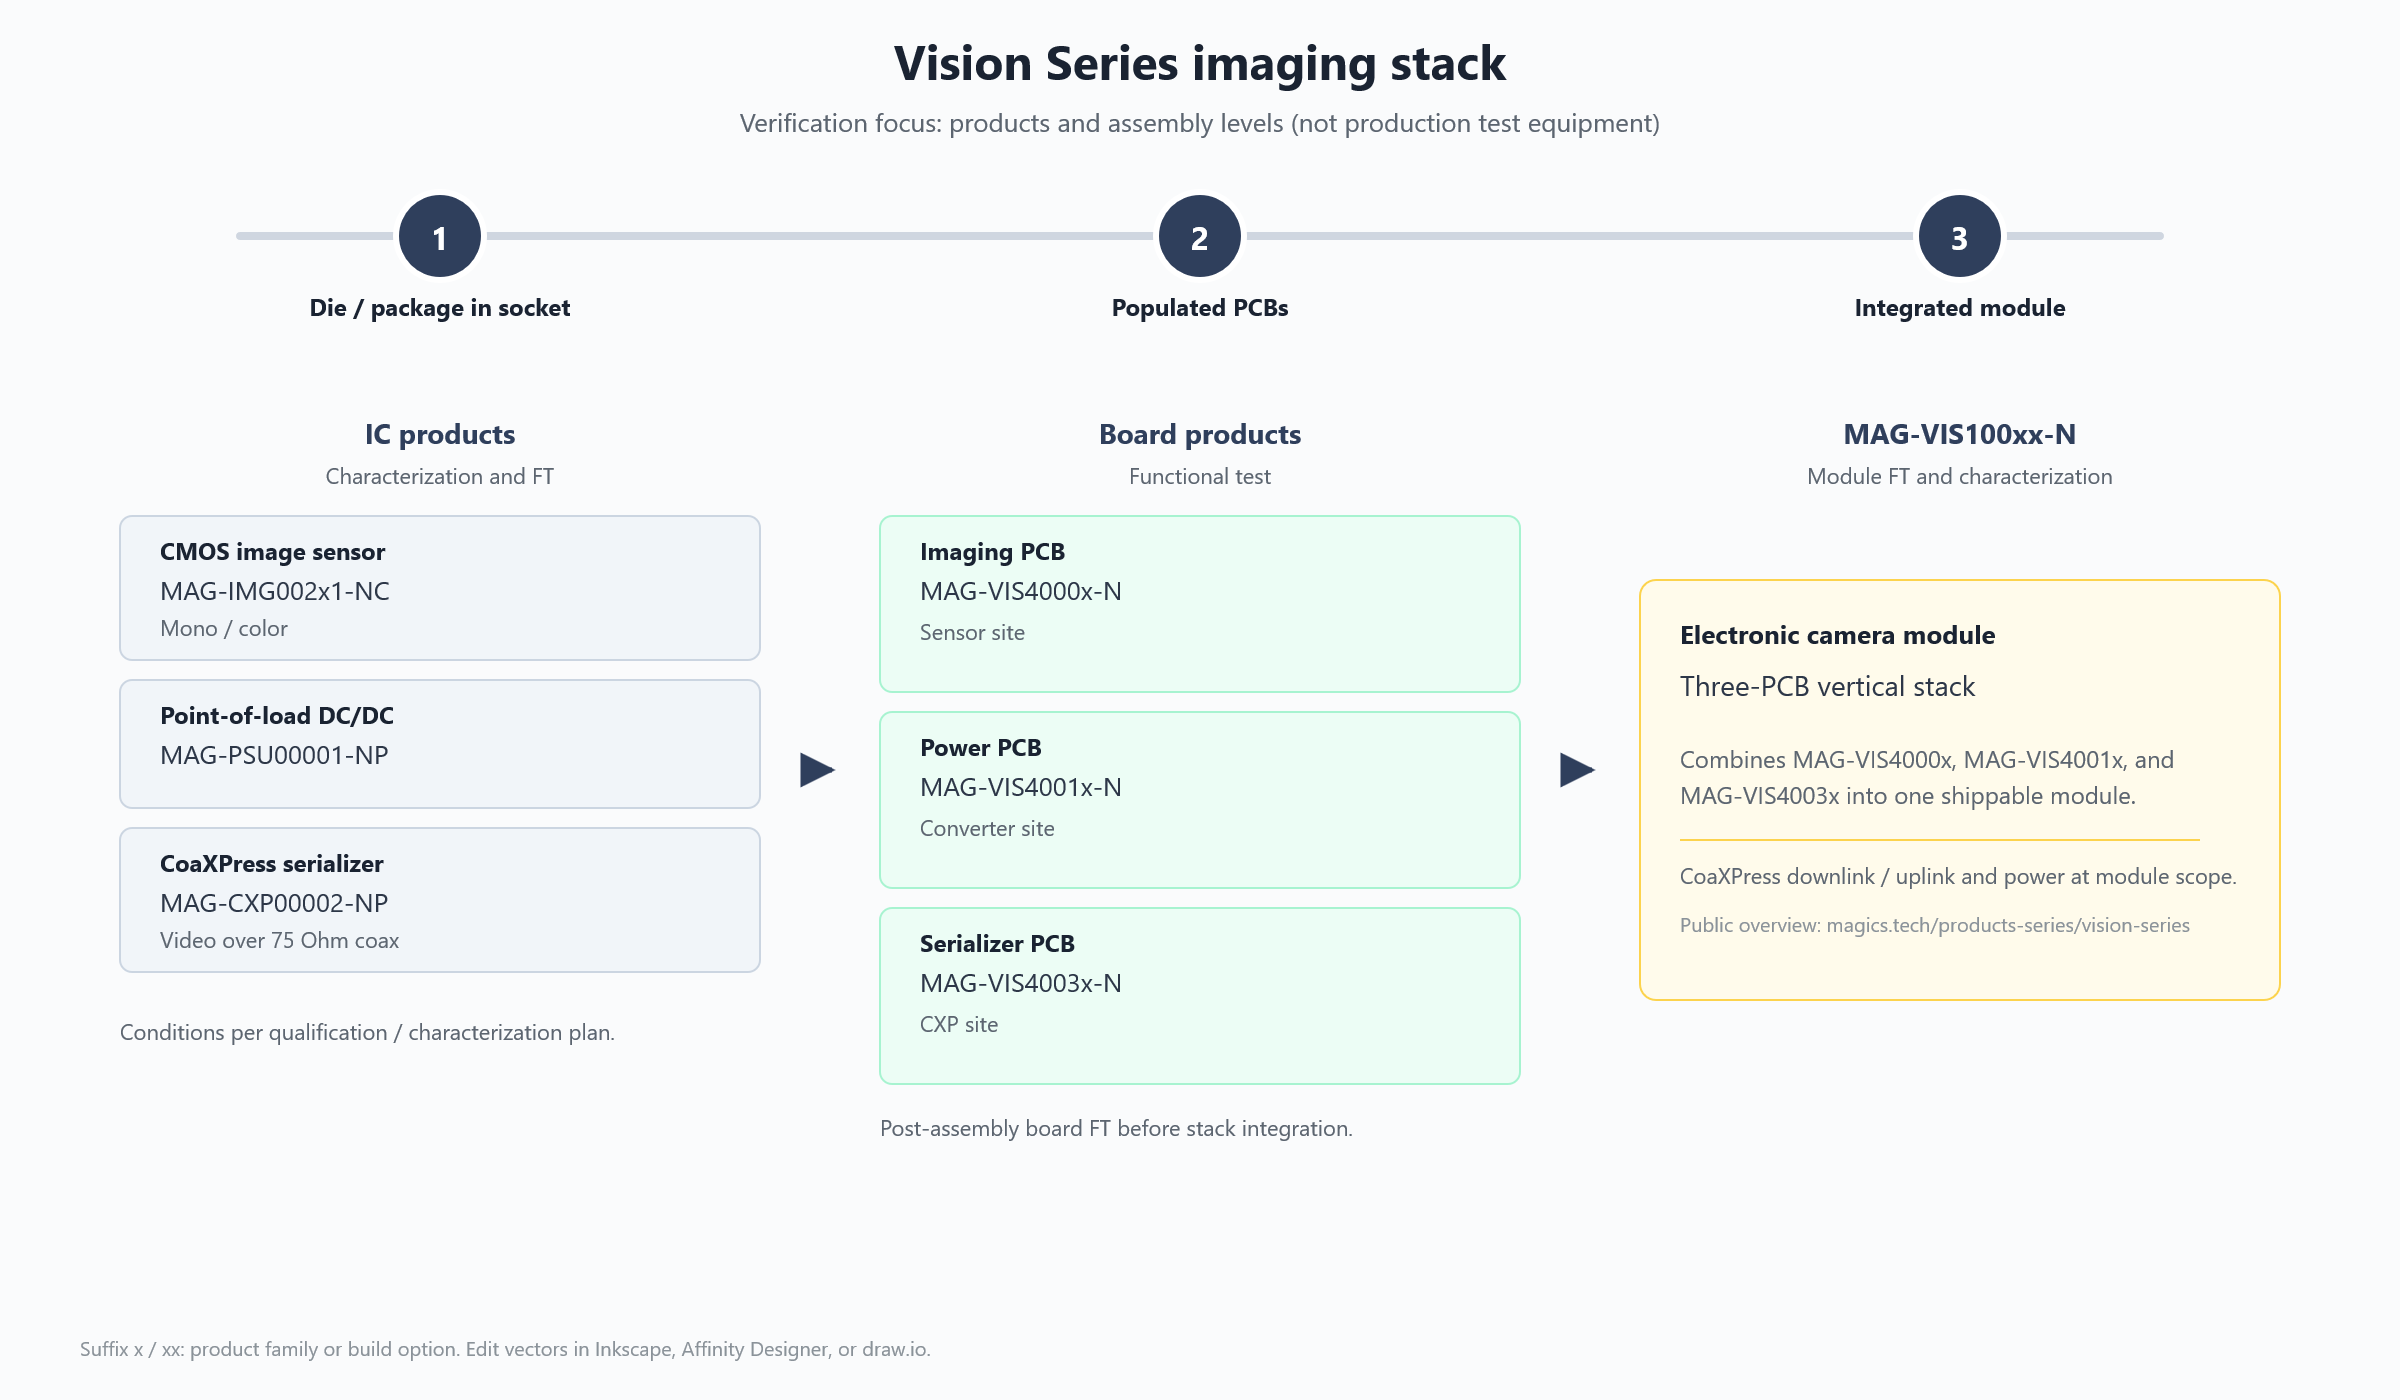 Vision Series imaging stack
Verification focus: products and assembly levels (not production test equipment)
1
Die / package in socket
2
Populated PCBs
3
Integrated module
IC products
Characterization and FT
CMOS image sensor
MAG-IMG002x1-NC
Mono / color
Point-of-load DC/DC
MAG-PSU00001-NP
CoaXPress serializer
MAG-CXP00002-NP
Video over 75 Ohm coax
Conditions per qualification / characterization plan.
Board products
Functional test
Imaging PCB
MAG-VIS4000x-N
Sensor site
Power PCB
MAG-VIS4001x-N
Converter site
Serializer PCB
MAG-VIS4003x-N
CXP site
Post-assembly board FT before stack integration.
MAG-VIS100xx-N
Module FT and characterization
Electronic camera module
Three-PCB vertical stack
Combines MAG-VIS4000x, MAG-VIS4001x, and
MAG-VIS4003x into one shippable module.
CoaXPress downlink / uplink and power at module scope.
Public overview: magics.tech/products-series/vision-series
Suffix x / xx: product family or build option. Edit vectors in Inkscape, Affinity Designer, or draw.io.